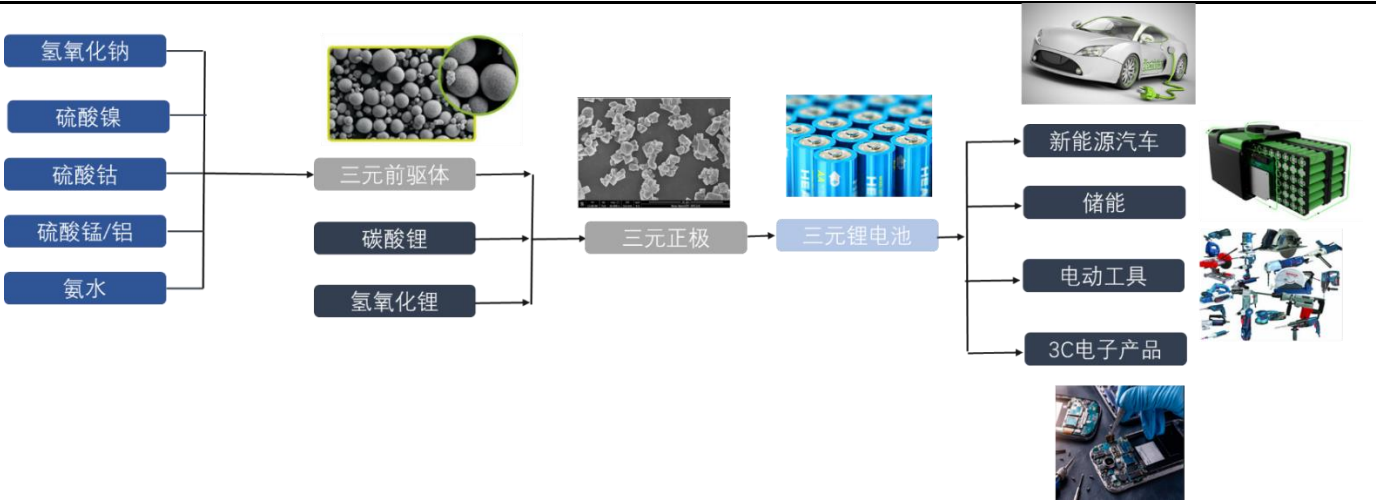 氢氧化钠
硫酸镍
硫酸钴
硫酸锰/铝
氨水
三元前驱体
碳酸锂
氢氧化锂
三元正极
三元锂电池
新能源汽车
储能
电动工具
3C电子产品